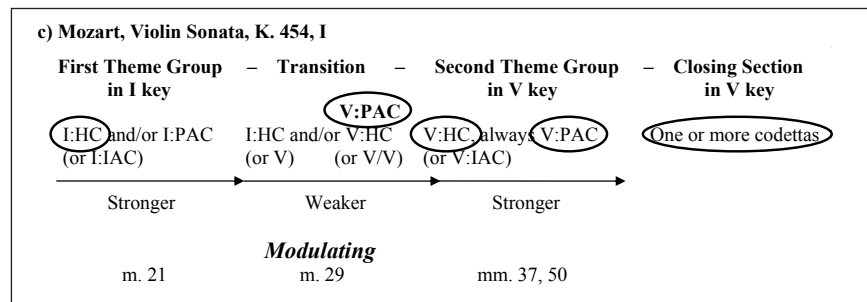 c) Mozart, Violin Sonata, K. 454, I
First Theme Group – Transition – Second Theme Group – Closing Section
in I key in V key in V key
V:PAC
I:HC and/or I:PAC I:HC and/or V:HC V:HC, always V:PAC One or more codettas
(or I:IAC) (or V) (or V/V) (or V:IAC)
Stronger Weaker Stronger
Modulating
m. 21 m. 29 mm. 37, 50